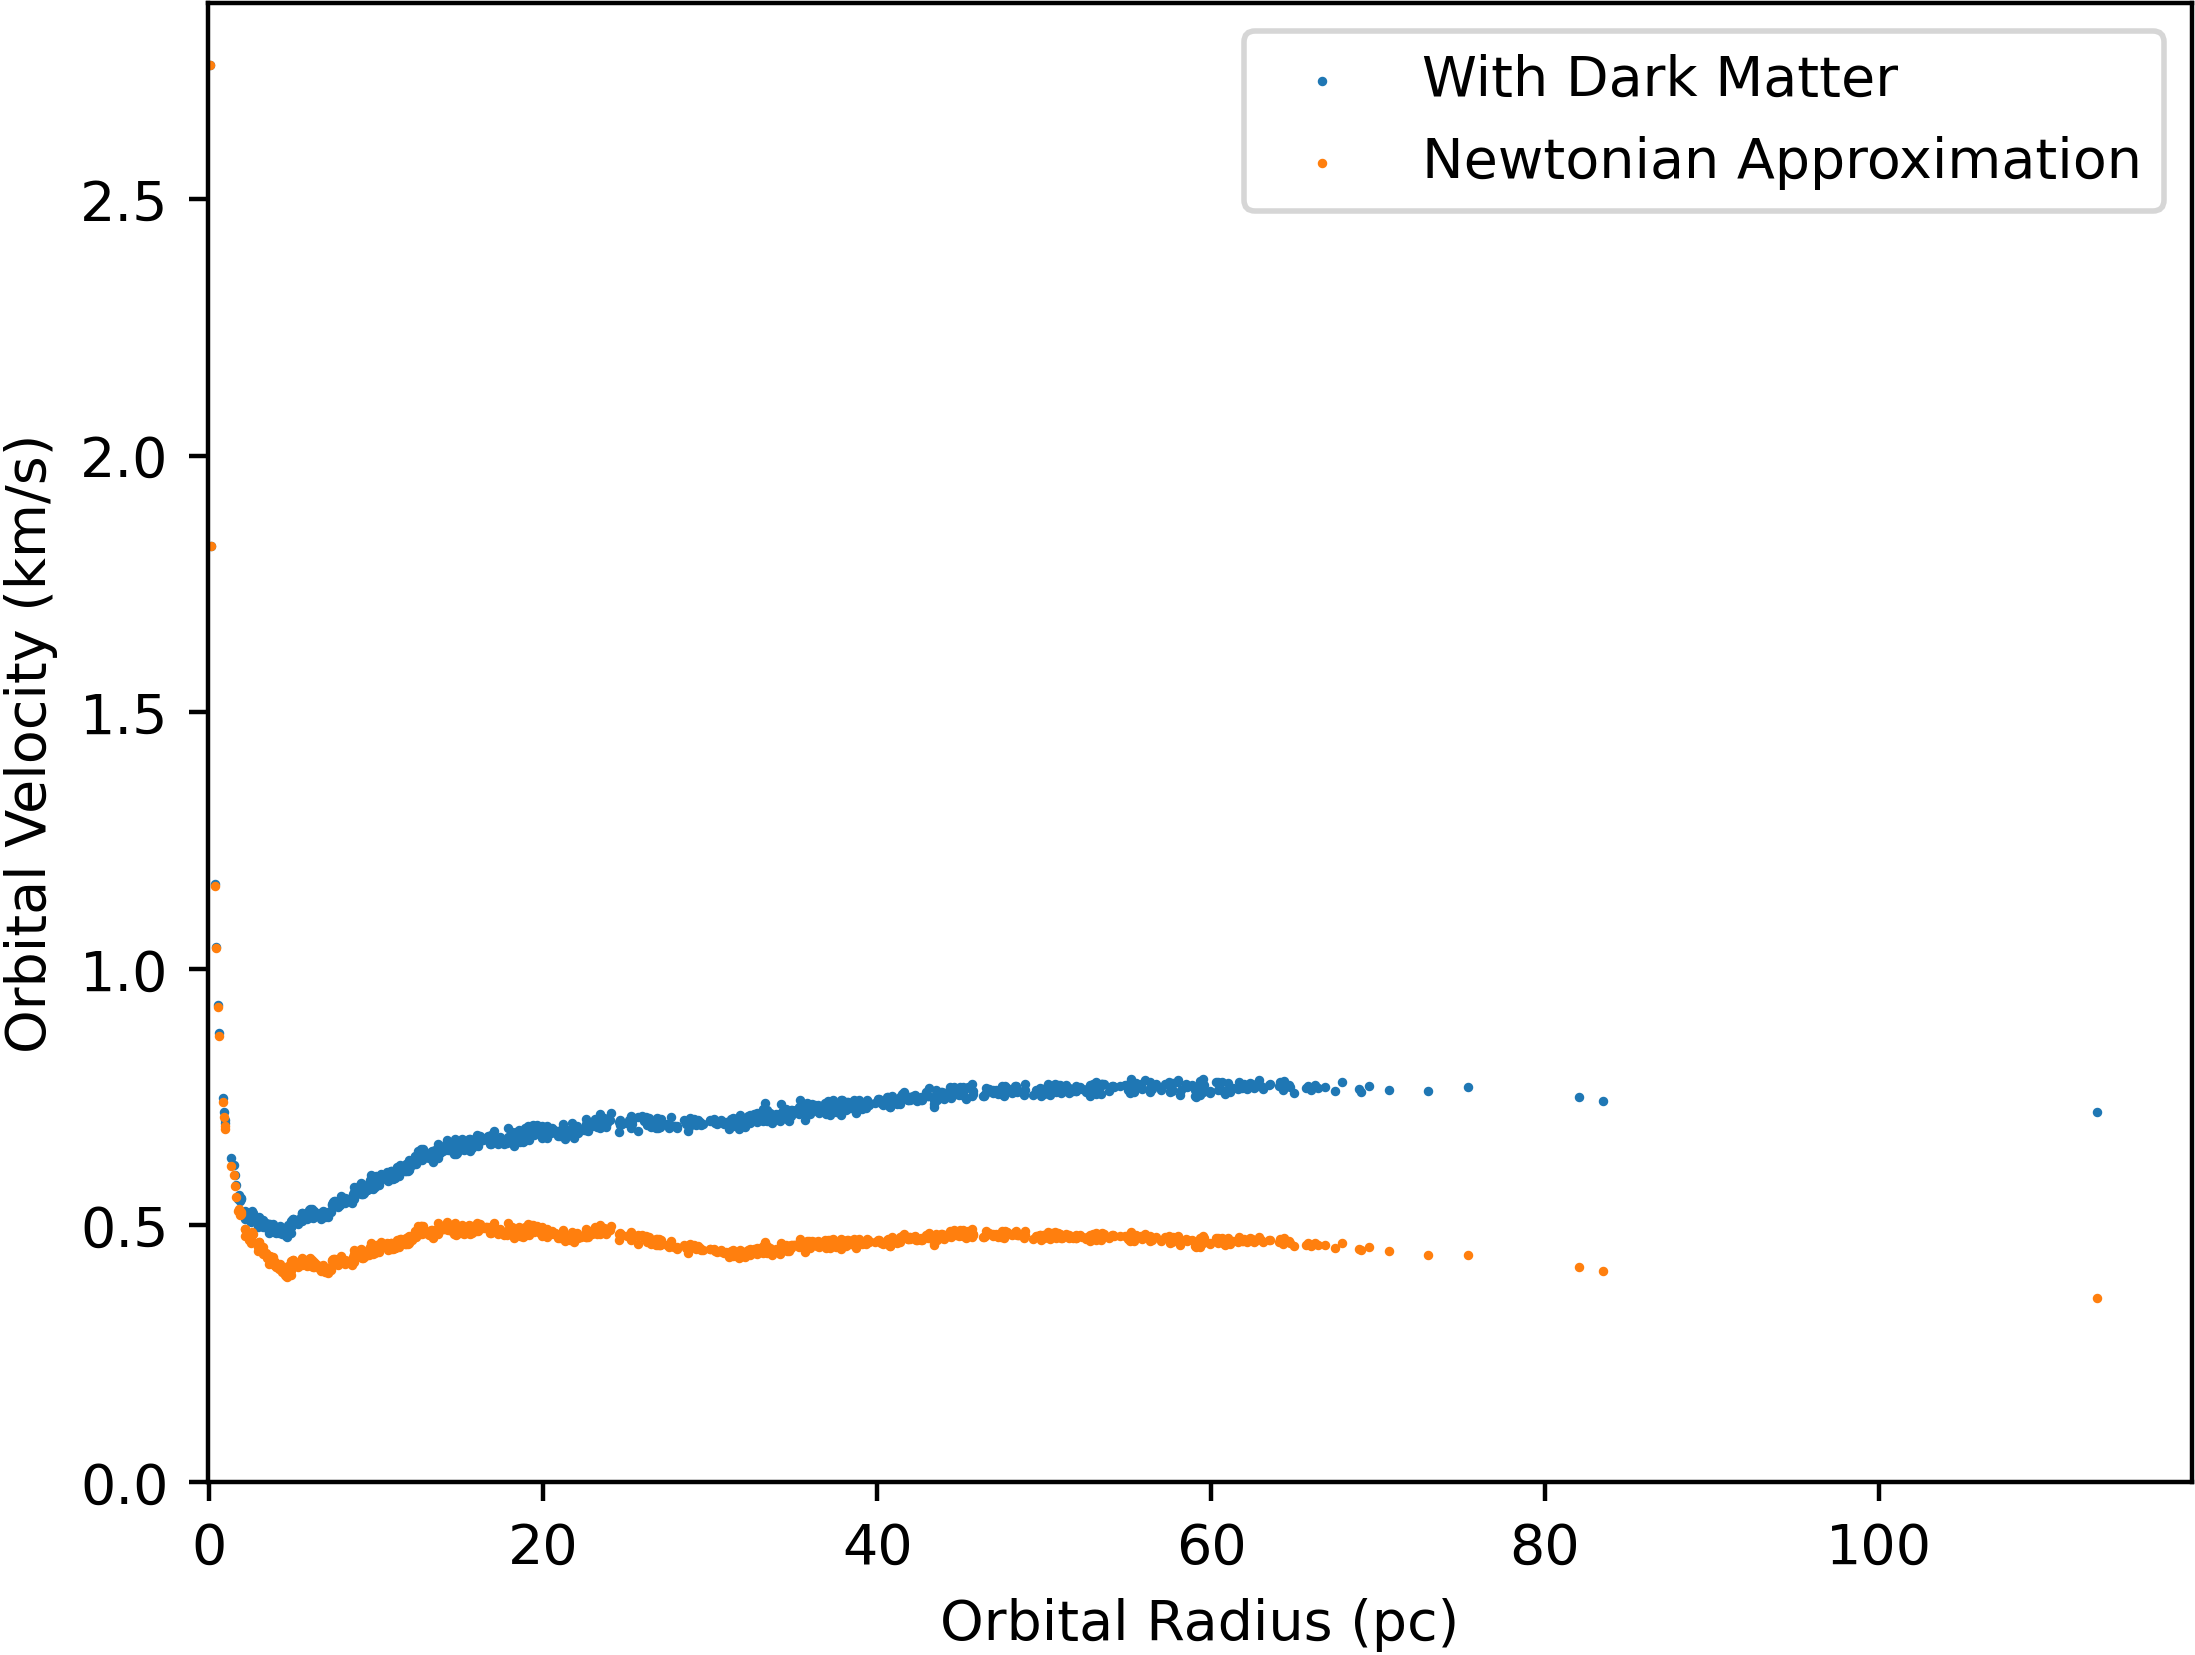 With Dark Matter
Newtonian Approximation
Orbital Velocity (km/s)
2.5
2.0
1.5
1.0
0.5
0.0
0 20 40 60 80 100
Orbital Radius (pc)